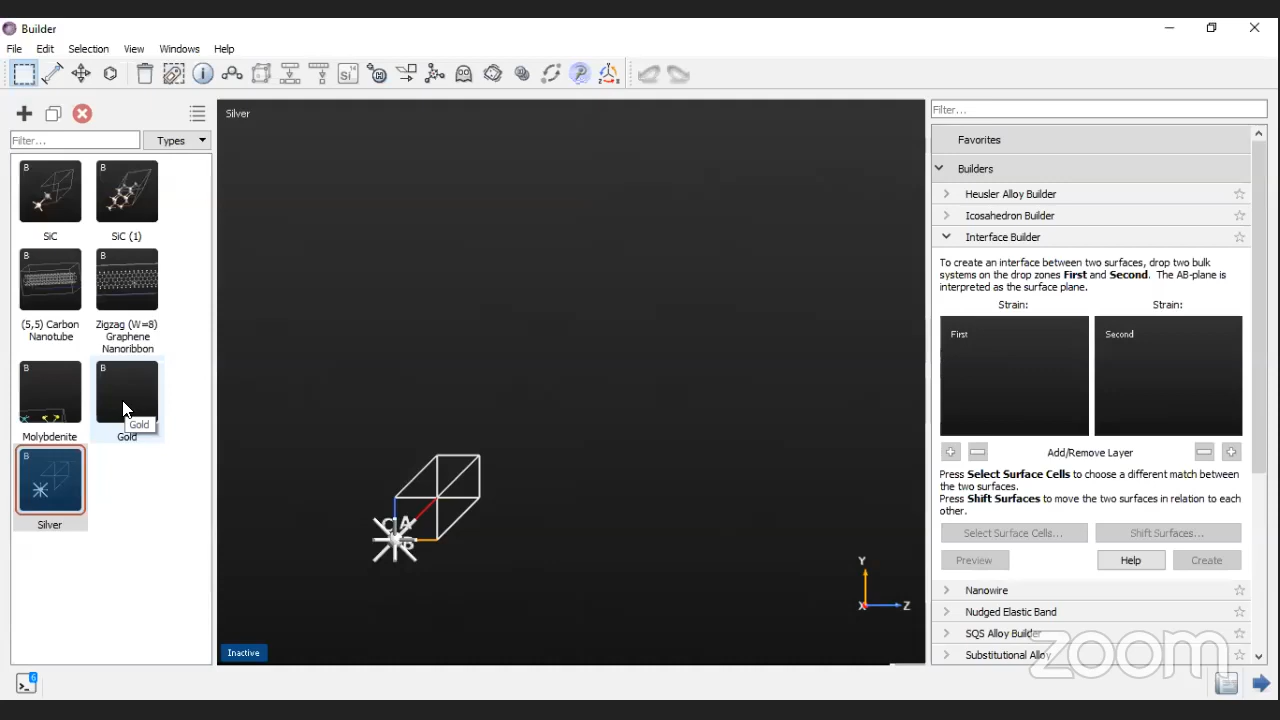 Builder
File Edit Selection View Windows Help
Si 14
Filter... Types
B
SiC
B
SiC (1)
B
(5,5) Carbon
Nanotube
B
Zigzag (W=8)
Graphene
Nanoribbon
B
Molybdenite
B
Gold
Gold
B
Silver
6
Silver
C A
B
Y
X Z
Inactive
Filter...
Favorites
Builders
Heusler Alloy Builder
Icosahedron Builder
Interface Builder
To create an interface between two surfaces, drop two bulk
systems on the drop zones First and Second. The AB-plane is
interpreted as the surface plane.
Strain: Strain:
First Second
Add/Remove Layer
Press Select Surface Cells to choose a different match between
the two surfaces.
Press Shift Surfaces to move the two surfaces in relation to each
other.
Select Surface Cells... Shift Surfaces...
Preview Help Create
Nanowire
Nudged Elastic Band
SQS Alloy Builder
Substitutional Alloy
zoom